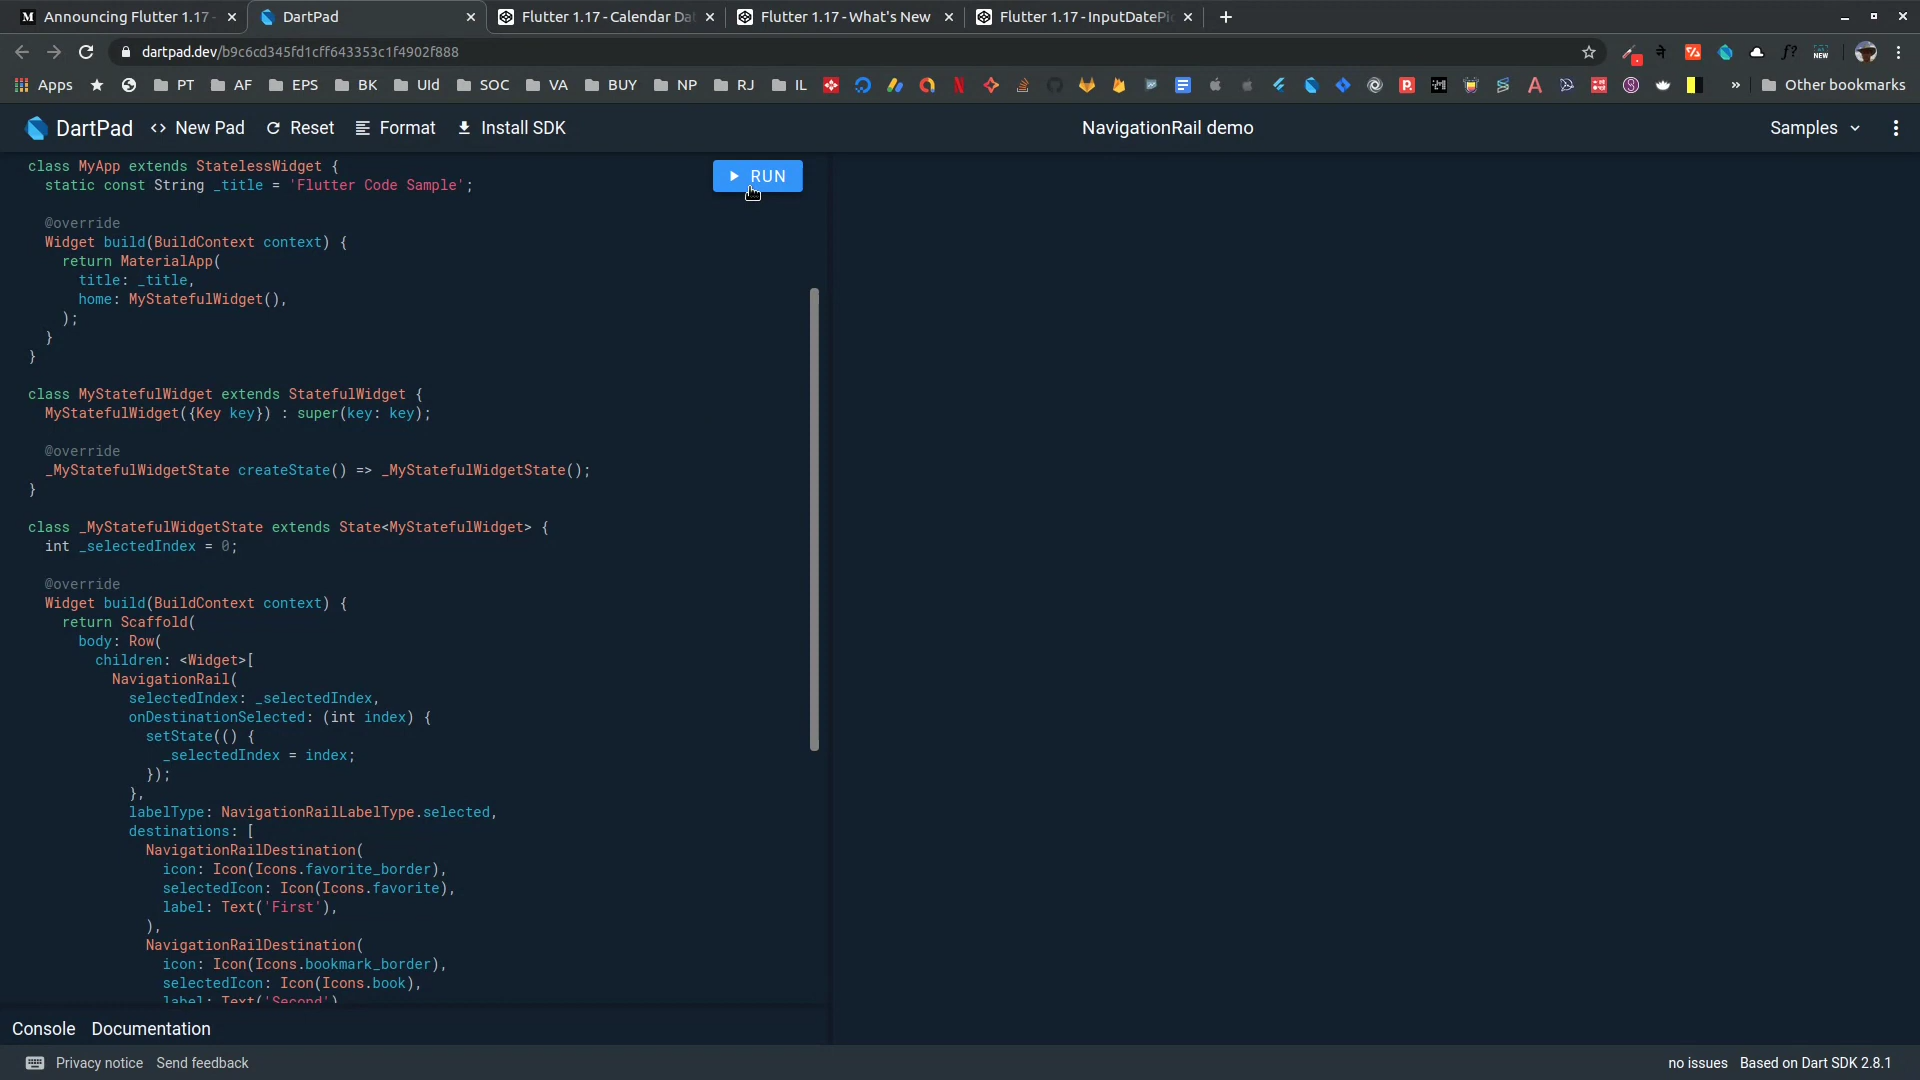 Announcing Flutter 1.17 -
DartPad
Flutter 1.17 - Calendar Da
Flutter 1.17 - What's New
Flutter 1.17 - InputDatePic
dartpad.dev/b9c6cd345fd1cff643353c1f4902f888
Apps PT AF EPS BK UId SOC VA BUY NP RJ IL » Other bookmarks
DartPad <> New Pad Reset Format Install SDK NavigationRail demo Samples
class MyApp extends StatelessWidget {
static const String _title = 'Flutter Code Sample';
RUN
@override
Widget build(BuildContext context) {
return MaterialApp(
title: _title,
home: MyStatefulWidget(),
);
}
}
class MyStatefulWidget extends StatefulWidget {
MyStatefulWidget({Key key}) : super(key: key);
@override
_MyStatefulWidgetState createState() => _MyStatefulWidgetState();
}
class _MyStatefulWidgetState extends State<MyStatefulWidget> {
int _selectedIndex = 0;
@override
Widget build(BuildContext context) {
return Scaffold(
body: Row(
children: <Widget>[
NavigationRail(
selectedIndex: _selectedIndex,
onDestinationSelected: (int index) {
setState(() {
_selectedIndex = index;
});
},
labelType: NavigationRailLabelType.selected,
destinations: [
NavigationRailDestination(
icon: Icon(Icons.favorite_border),
selectedIcon: Icon(Icons.favorite),
label: Text('First'),
),
NavigationRailDestination(
icon: Icon(Icons.bookmark_border),
selectedIcon: Icon(Icons.book),
label: Text('Second')
Console Documentation
Privacy notice Send feedback no issues Based on Dart SDK 2.8.1